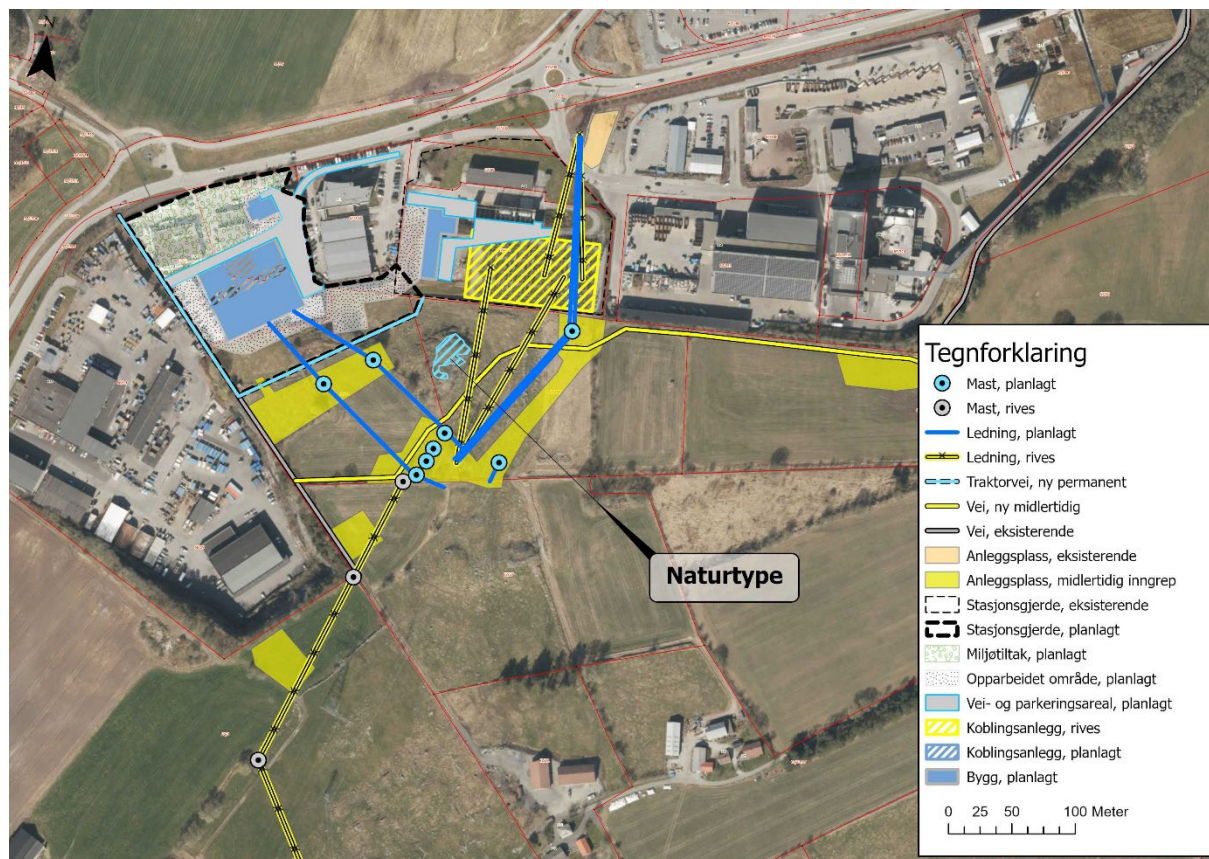 N
Naturtype
Tegnforklaring
Mast, planlagt
Mast, rives
Ledning, planlagt
Ledning, rives
Traktorvei, ny permanent
Vei, ny midlertidig
Vei, eksisterende
Anleggsplass, eksisterende
Anleggsplass, midlertidig inngrep
Stasjonsgjerde, eksisterende
Stasjonsgjerde, planlagt
Miljøtiltak, planlagt
Opparbeidet område, planlagt
Vei- og parkeringsareal, planlagt
Koblingsanlegg, rives
Koblingsanlegg, planlagt
Bygg, planlagt
0 25 50 100 Meter